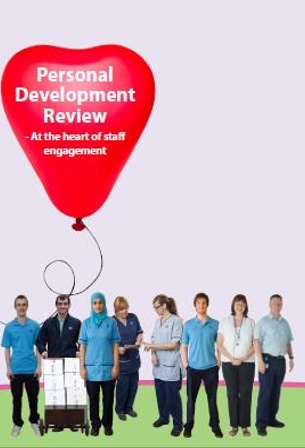 Personal
Development
Review
- At the heart of staff
engagement